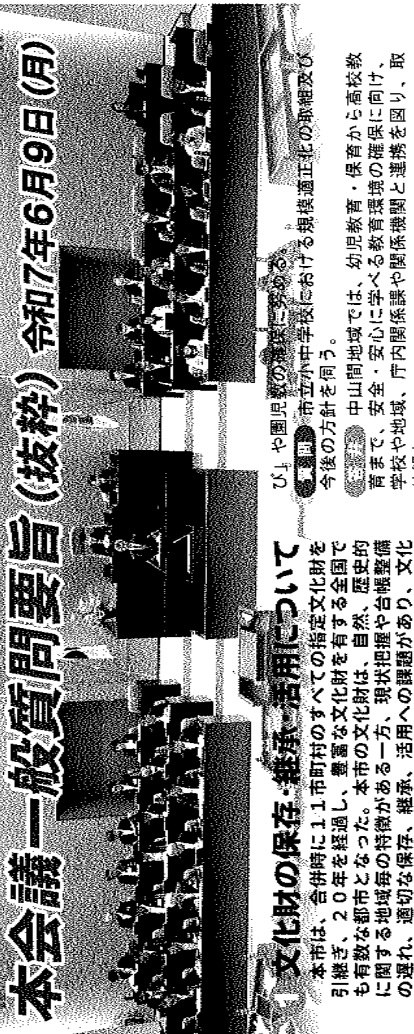 本会議一般質問要旨(抜粋) 令和7年6月9日(月)
文化財の保存・継承・活用について
本市は、合併時に11市町村のすべての指定文化財を
引継ぎ、20年を経過し、豊富な文化財を有する全国で
も有数な都市となった。本市の文化財は、自然、歴史的
に関する地域毎の特徴がある一方、現状把握や台帳整備
の遅れ、適切な保存、継承、活用への課題があり、文化
び」や園児数の確保に努める。
市立小中学校における規模適正化の取組及び
今後の方針を伺う。
中山間地域では、幼児教育・保育から高校教
育まで、安全・安心に学べる教育環境の確保に向け、
学校や地域、庁内関係課や関係機関と連携を図り、取